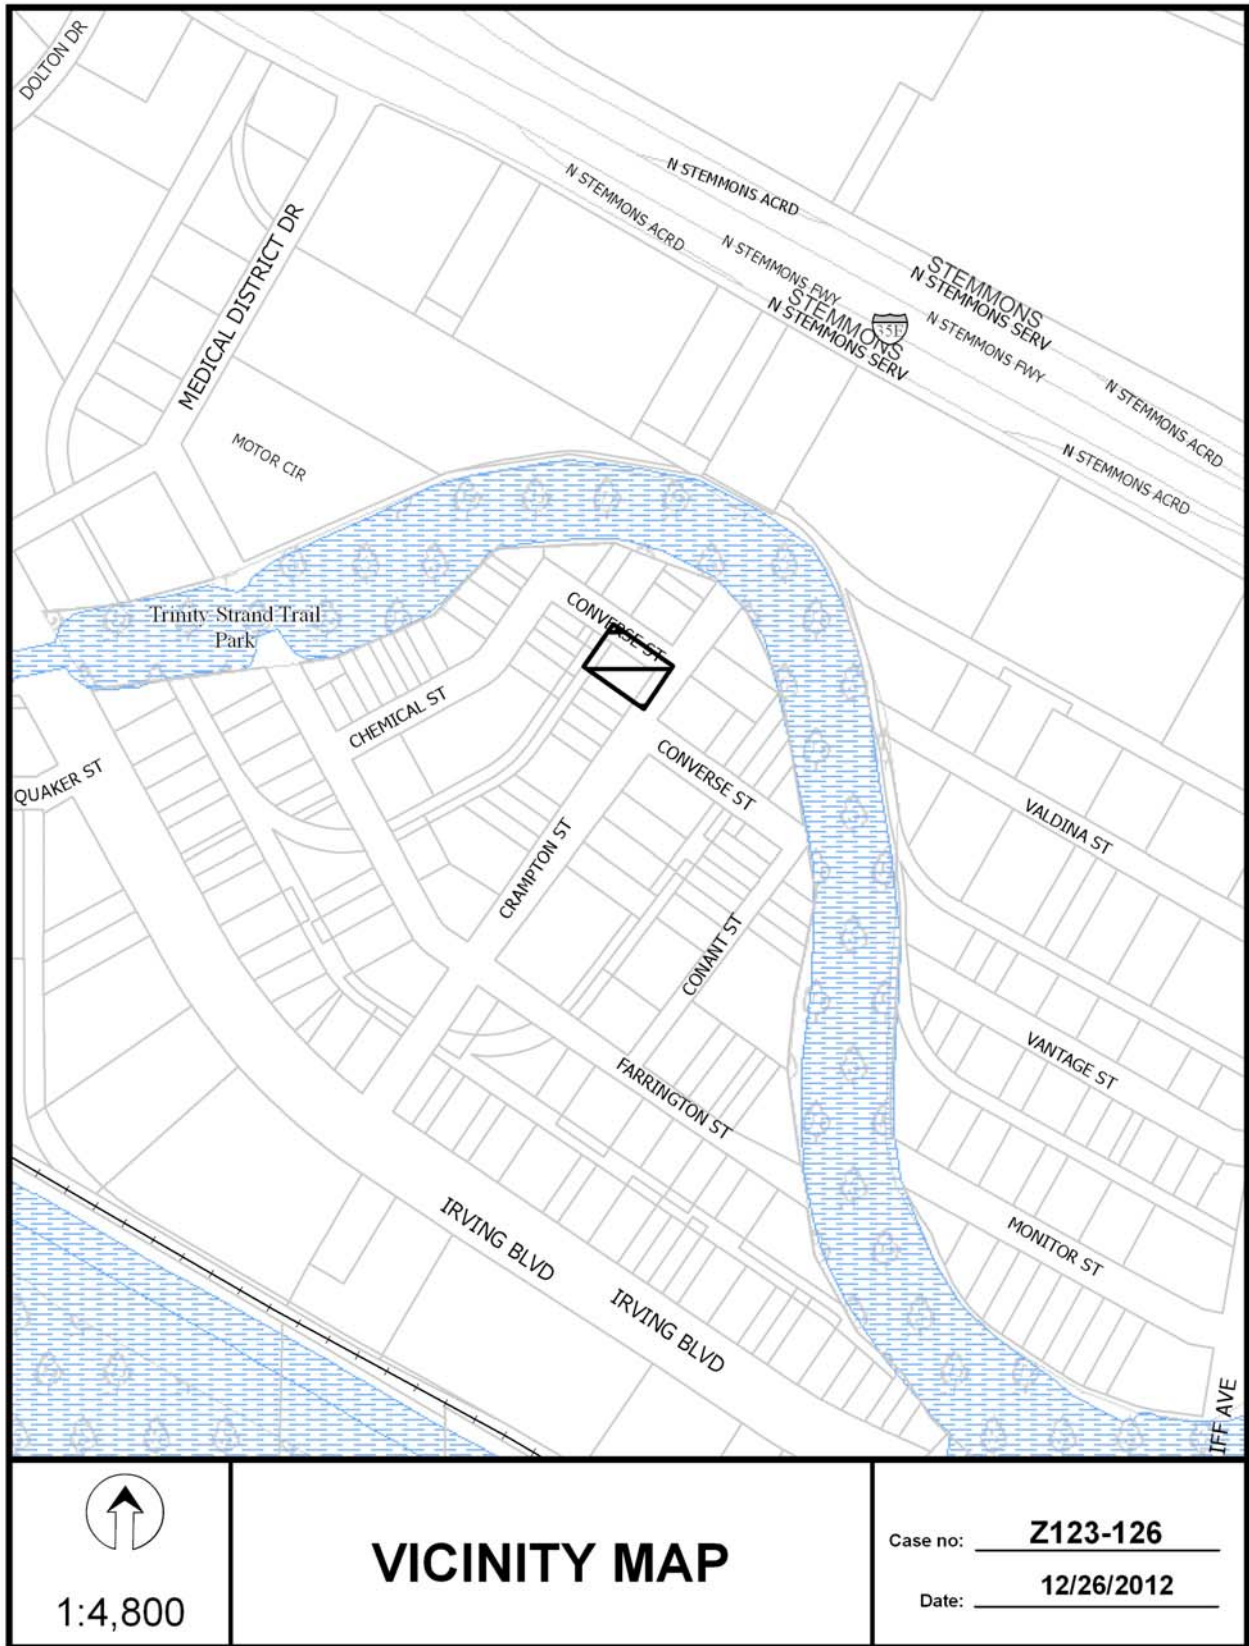 DOLTON DR
N STEMMONS ACRD
N STEMMONS ACRD
MEDICAL DISTRICT DR
N STEMMONS FWY
STEMMONS
N STEMMONS SERV
STEMMONS
N STEMMONS SERV
35E
N STEMMONS FWY
N STEMMONS ACRD
MOTOR CIR
N STEMMONS ACRD
Trinity Strand Trail
Park
CONVERSE ST
CHEMICAL ST
QUAKER ST
CONVERSE ST
VALDINA ST
CRAMPTON ST
CONANT ST
VANTAGE ST
FARRINGTON ST
IRVING BLVD
MONITOR ST
IRVING BLVD
IFF AVE
1:4,800
VICINITY MAP
Case no: Z123-126
Date: 12/26/2012